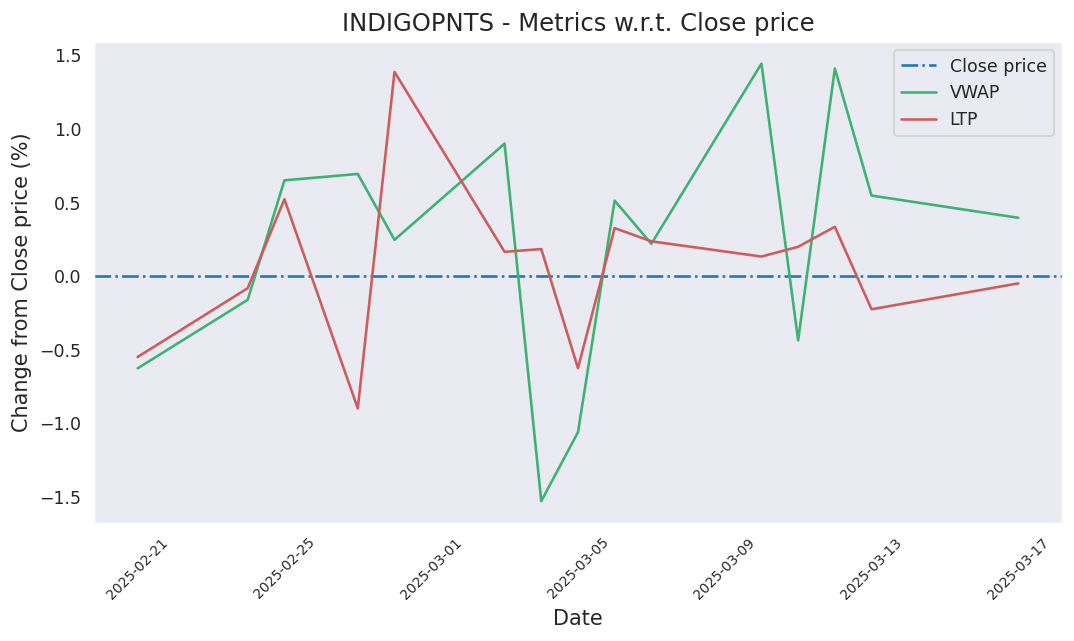 INDIGOPNTS - Metrics w.r.t. Close price
Change from Close price (%)
1.5
1.0
0.5
0.0
−0.5
−1.0
−1.5
Close price
VWAP
LTP
2025-02-21
2025-02-25
2025-03-01
2025-03-05
2025-03-09
2025-03-13
2025-03-17
Date